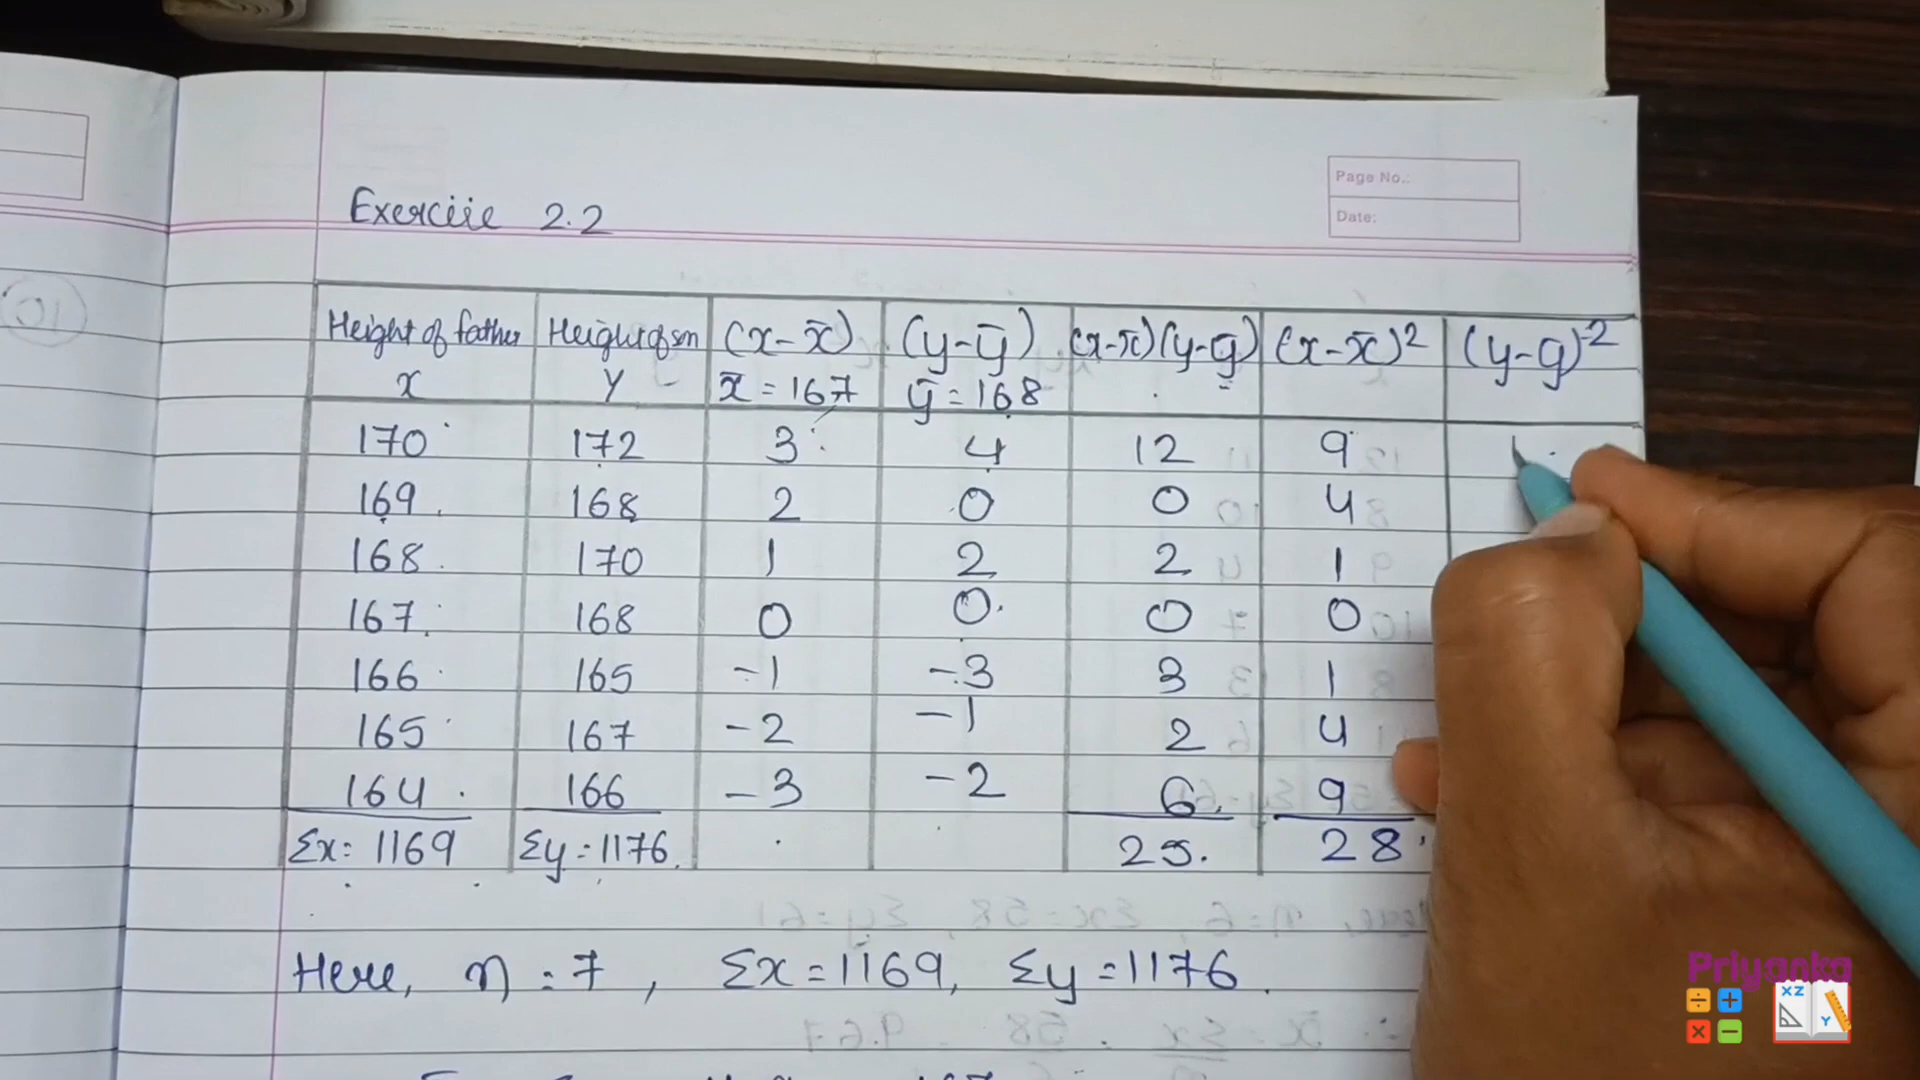 Page No.:
Date:
Exercise 2.2
Height of father x | Height of son y | (x-x̄) x̄ = 167 | (y-ȳ) ȳ = 168 | (x-x̄)(y-ȳ) | (x-x̄)2 | (y-ȳ)2
170 172 3 4 12 9
169 168 2 0 0 4
168 170 1 2 2 1
167 168 0 0 0 0
166 165 -1 -3 3 1
165 167 -2 -1 2 4
164 166 -3 -2 6 9
Σx = 1169 Σy = 1176 25 28
Here, n = 7, Σx = 1169, Σy = 1176.
Priyanka
XZ
Y